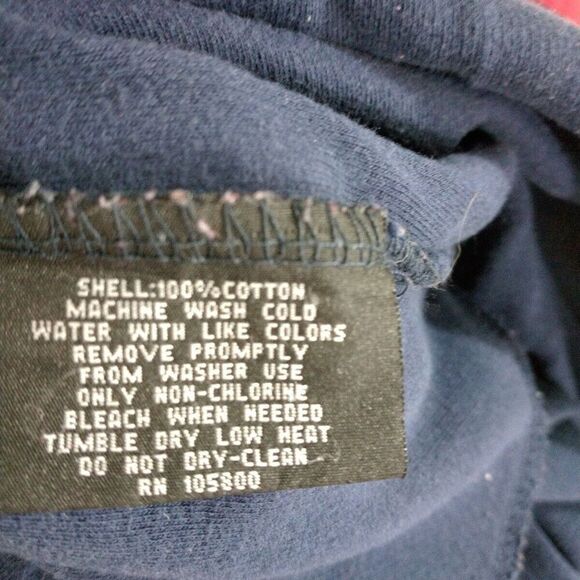 SHELL:100%COTTON
MACHINE WASH COLD
WATER WITH LIKE COLORS
REMOVE PROMPTLY
FROM WASHER USE
ONLY NON-CHLORINE
BLEACH WHEN NEEDED
TUMBLE DRY LOW HEAT
DO NOT DRY-CLEAN
RN 105800